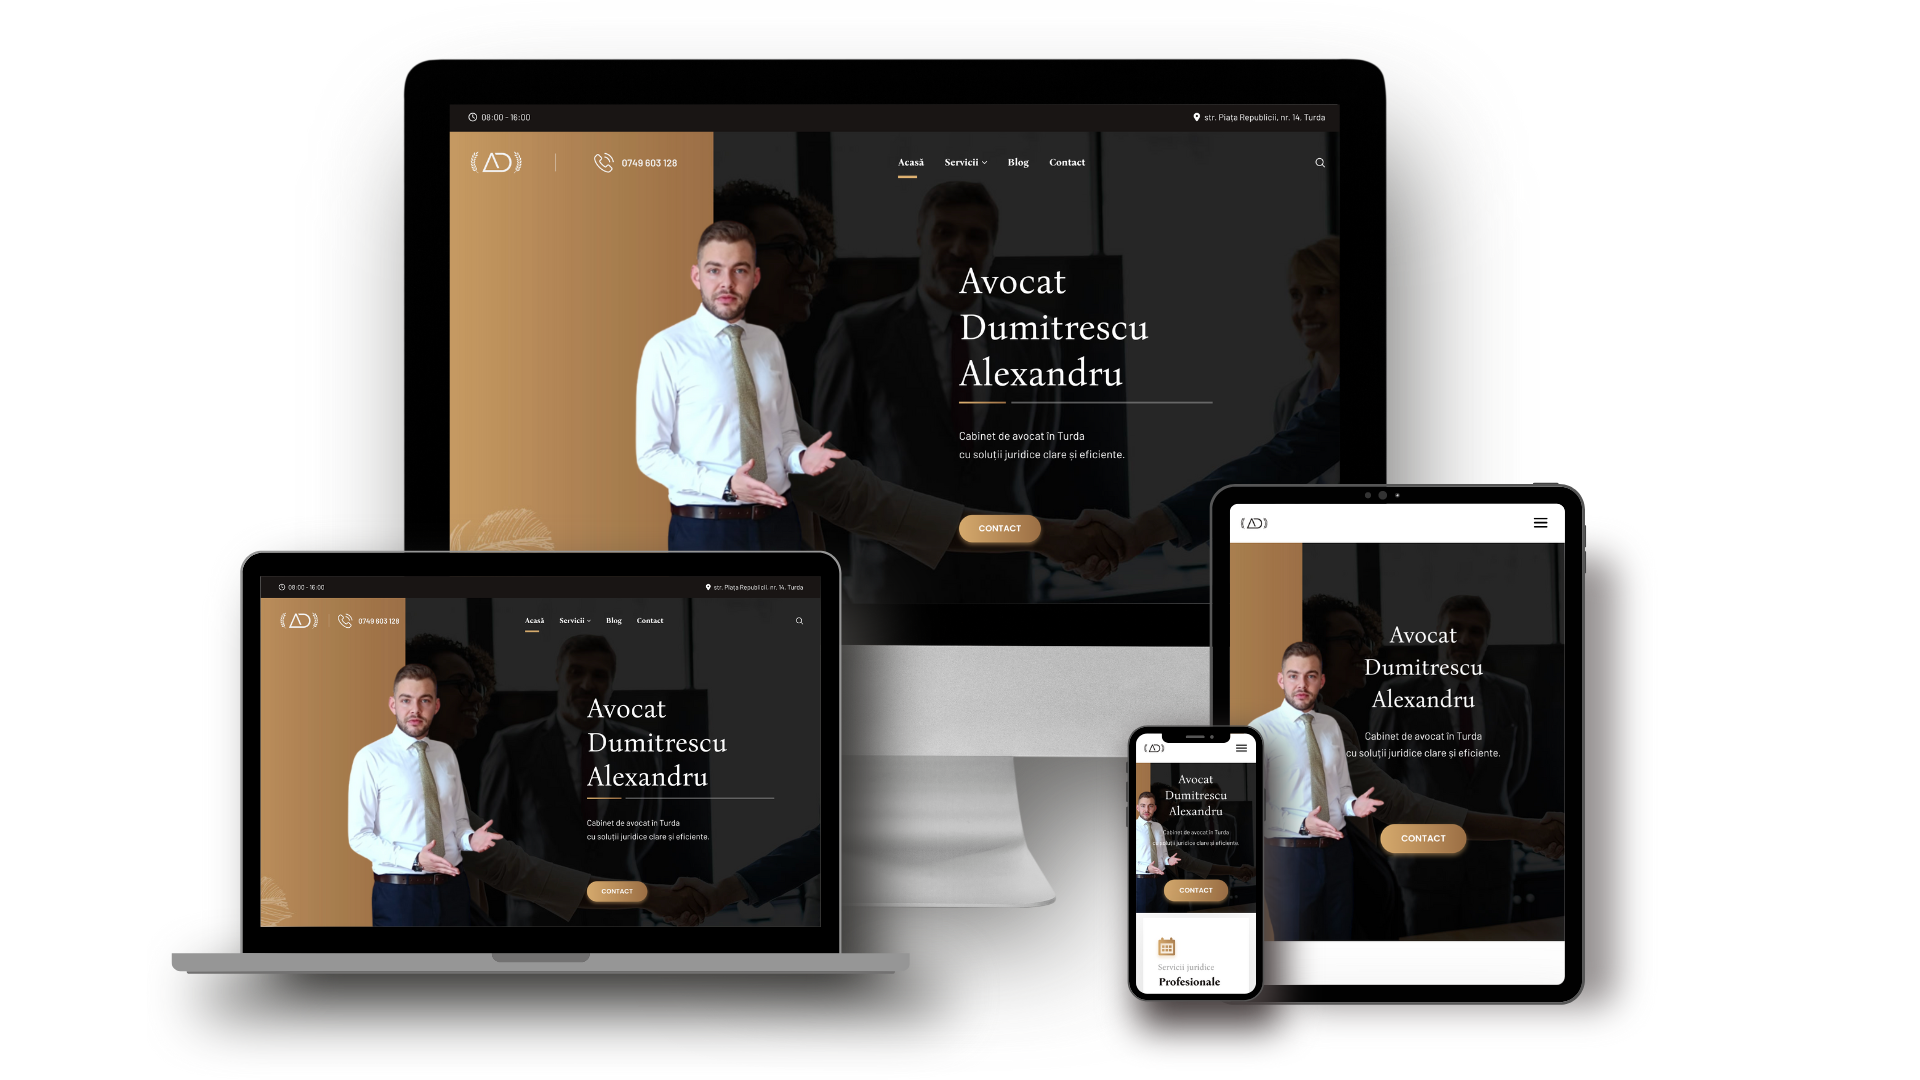 08:00 - 16:00
str. Piața Republicii, nr. 14, Turda
AD
0749 603 128
Acasă
Servicii
Blog
Contact
Avocat
Dumitrescu
Alexandru
Cabinet de avocat în Turda
cu soluții juridice clare și eficiente.
CONTACT
08:00 - 16:00
str. Piața Republicii, nr. 14, Turda
AD
0749 603 128
Acasă
Servicii
Blog
Contact
Avocat
Dumitrescu
Alexandru
Cabinet de avocat în Turda
cu soluții juridice clare și eficiente.
CONTACT
AD
Avocat
Dumitrescu
Alexandru
Cabinet de avocat în Turda
cu soluții juridice clare și eficiente.
CONTACT
AD
Avocat
Dumitrescu
Alexandru
Cabinet de avocat în Turda
cu soluții juridice clare și eficiente.
CONTACT
Servicii juridice
Profesionale